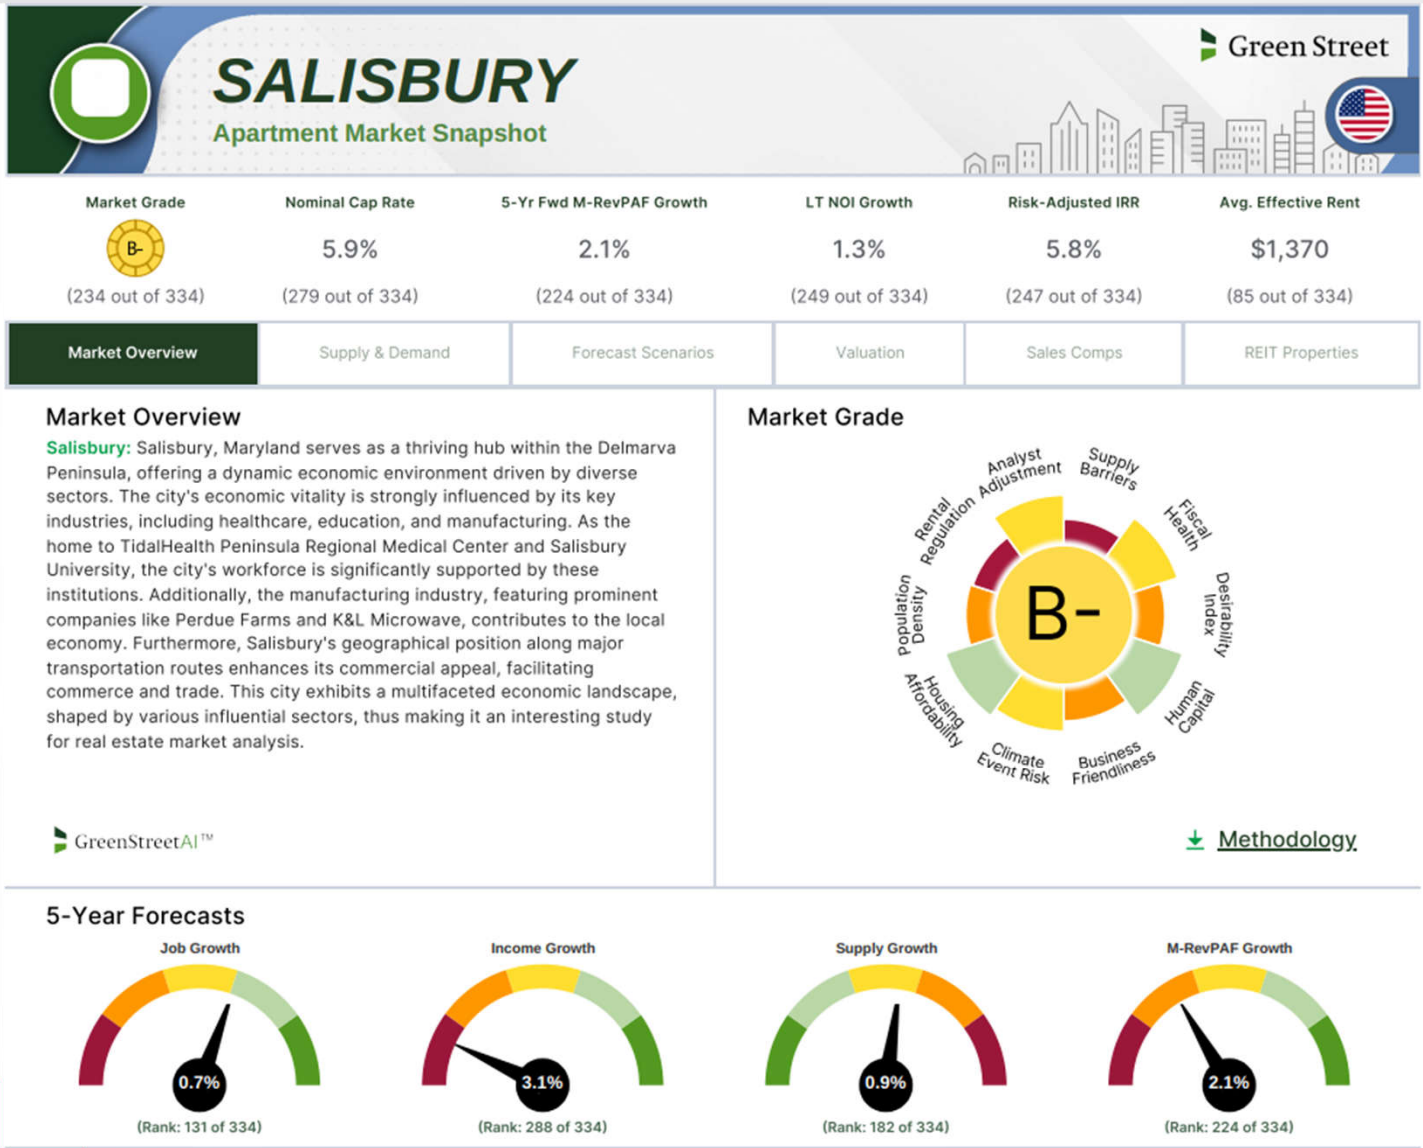 SALISBURY
Apartment Market Snapshot
Green Street
Market Grade
B-
(234 out of 334)
Nominal Cap Rate
5.9%
(279 out of 334)
5-Yr Fwd M-RevPAF Growth
2.1%
(224 out of 334)
LT NOI Growth
1.3%
(249 out of 334)
Risk-Adjusted IRR
5.8%
(247 out of 334)
Avg. Effective Rent
$1,370
(85 out of 334)
Market Overview
Supply & Demand
Forecast Scenarios
Valuation
Sales Comps
REIT Properties
Market Overview
Salisbury: Salisbury, Maryland serves as a thriving hub within the Delmarva
Peninsula, offering a dynamic economic environment driven by diverse
sectors. The city's economic vitality is strongly influenced by its key
industries, including healthcare, education, and manufacturing. As the
home to TidalHealth Peninsula Regional Medical Center and Salisbury
University, the city's workforce is significantly supported by these
institutions. Additionally, the manufacturing industry, featuring prominent
companies like Perdue Farms and K&L Microwave, contributes to the local
economy. Furthermore, Salisbury's geographical position along major
transportation routes enhances its commercial appeal, facilitating
commerce and trade. This city exhibits a multifaceted economic landscape,
shaped by various influential sectors, thus making it an interesting study
for real estate market analysis.
GreenStreetAI™
Market Grade
Analyst
Adjustment
Supply
Barriers
Fiscal
Health
Desirability
Index
Human
Capital
Business
Friendliness
Climate
Event Risk
Housing
Affordability
Population
Density
Rental
Regulation
B-
Methodology
5-Year Forecasts
Job Growth
0.7%
(Rank: 131 of 334)
Income Growth
3.1%
(Rank: 288 of 334)
Supply Growth
0.9%
(Rank: 182 of 334)
M-RevPAF Growth
2.1%
(Rank: 224 of 334)